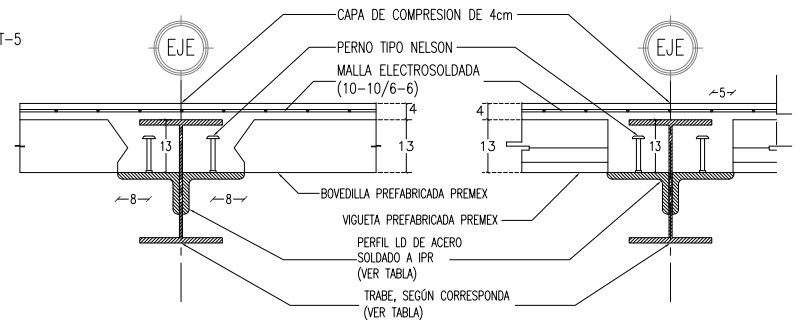 CAPA DE COMPRESION DE 4cm
T-5
EJE
EJE
PERNO TIPO NELSON
MALLA ELECTROSOLDADA
(10-10/6-6)
5
4
4
13
13
13
13
8
8
BOVEDILLA PREFABRICADA PREMEX
VIGUETA PREFABRICADA PREMEX
PERFIL LD DE ACERO
SOLDADO A IPR
(VER TABLA)
TRABE, SEGÚN CORRESPONDA
(VER TABLA)